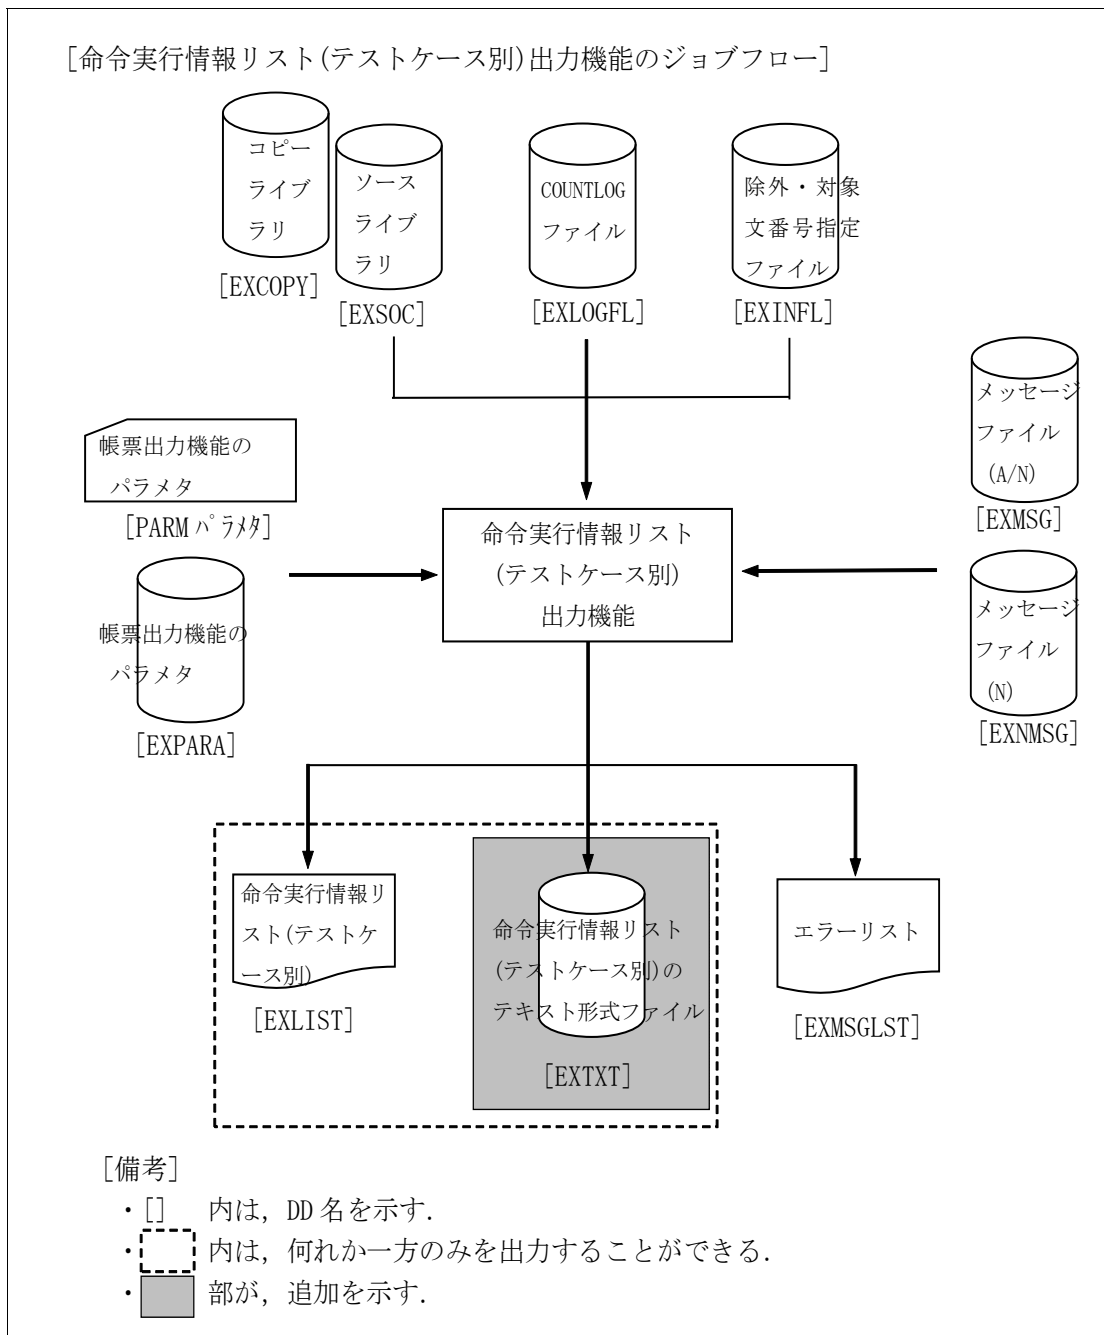 [命令実行情報リスト(テストケース別)出力機能のジョブフロー]
コピー
ライブ
ラリ
[EXCOPY]
ソース
ライブ
ラリ
[EXSOC]
COUNTLOG
ファイル
[EXLOGFL]
除外・対象
文番号指定
ファイル
[EXINFL]
メッセージ
ファイル
(A/N)
[EXMSG]
帳票出力機能の
パラメタ
[PARM ﾊﾟﾗﾒﾀ]
命令実行情報リスト
(テストケース別)
出力機能
帳票出力機能の
パラメタ
[EXPARA]
メッセージ
ファイル
(N)
[EXNMSG]
命令実行情報リ
スト(テストケ
ース別)
[EXLIST]
命令実行情報リスト
(テストケース別)の
テキスト形式ファイル
[EXTXT]
エラーリスト
[EXMSGLST]
[備考]
・[] 内は，DD 名を示す．
・ 内は，何れか一方のみを出力することができる．
・ 部が，追加を示す．